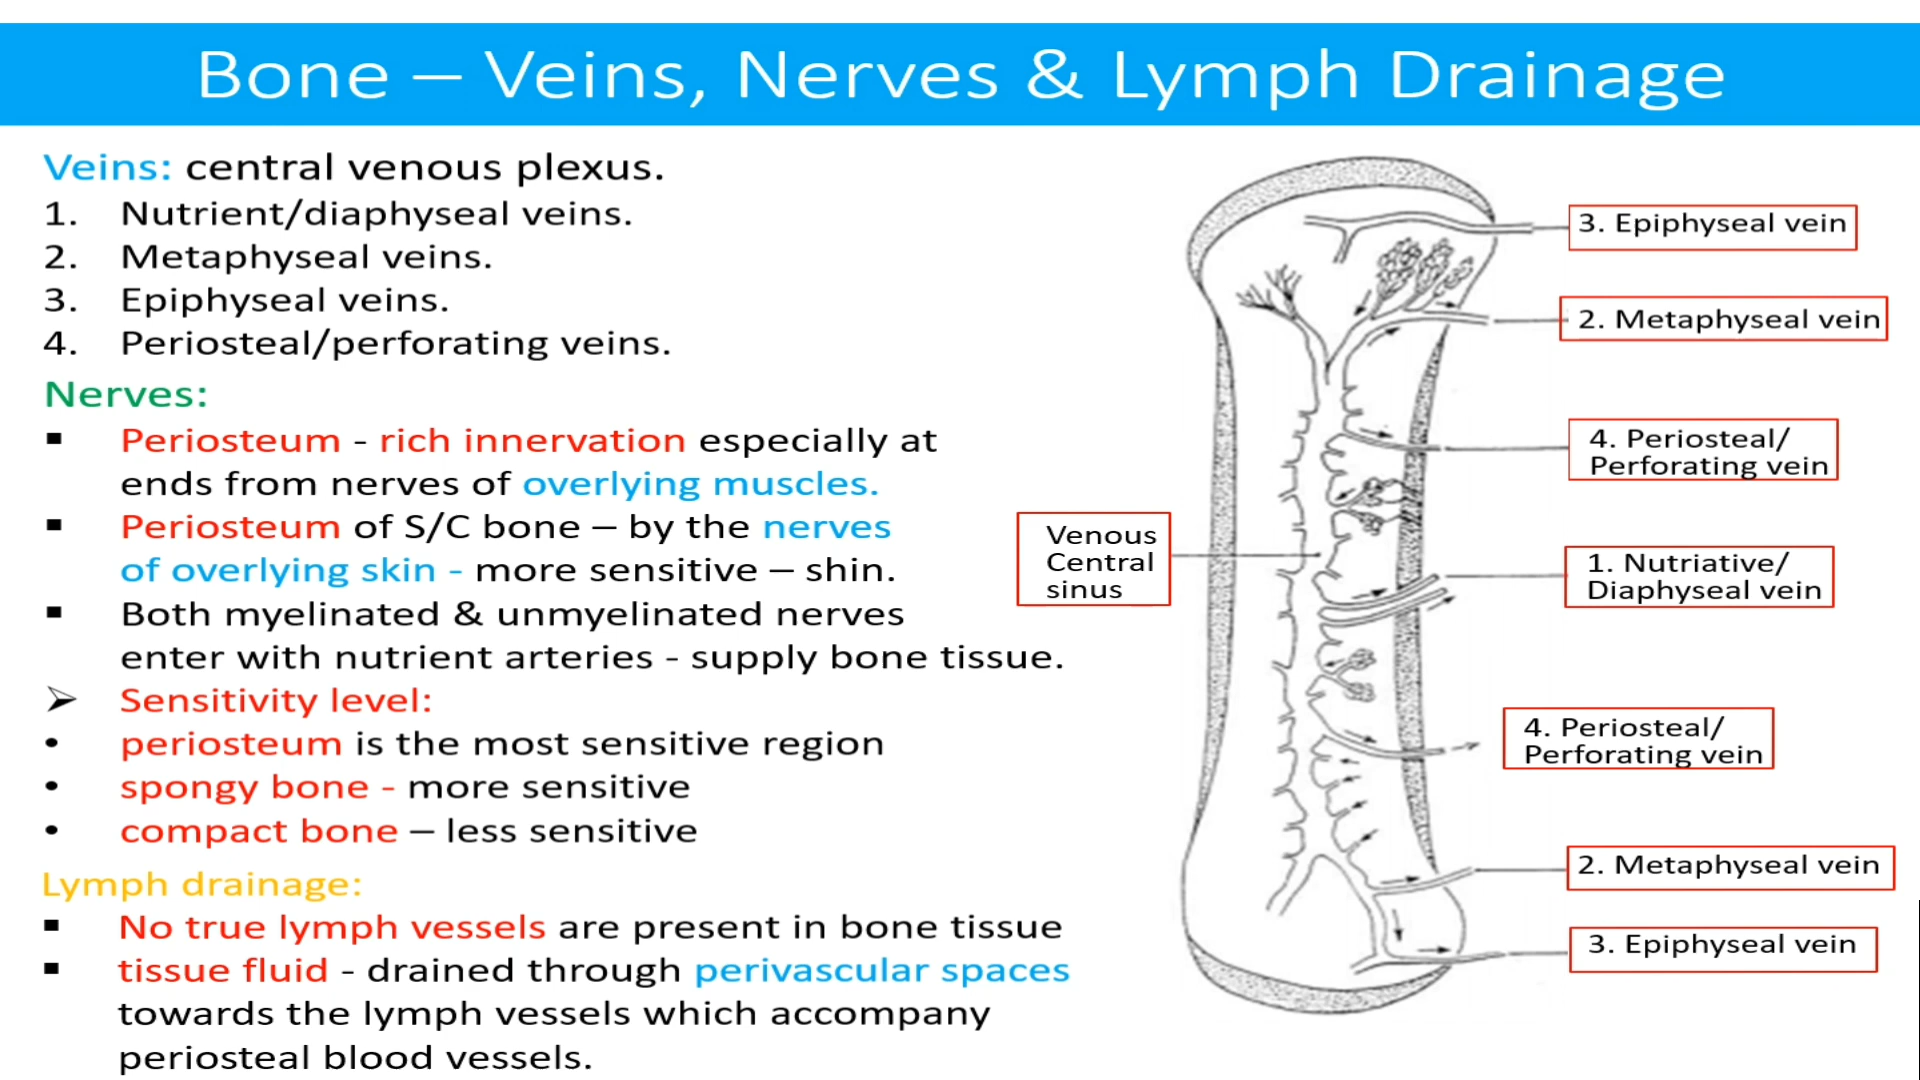 Bone – Veins, Nerves & Lymph Drainage
Veins: central venous plexus.
1. Nutrient/diaphyseal veins.
2. Metaphyseal veins.
3. Epiphyseal veins.
4. Periosteal/perforating veins.
Nerves:
▪ Periosteum - rich innervation especially at
ends from nerves of overlying muscles.
▪ Periosteum of S/C bone – by the nerves
of overlying skin - more sensitive – shin.
▪ Both myelinated & unmyelinated nerves
enter with nutrient arteries - supply bone tissue.
➢ Sensitivity level:
• periosteum is the most sensitive region
• spongy bone - more sensitive
• compact bone – less sensitive
Lymph drainage:
▪ No true lymph vessels are present in bone tissue
▪ tissue fluid - drained through perivascular spaces
towards the lymph vessels which accompany
periosteal blood vessels.
3. Epiphyseal vein
2. Metaphyseal vein
4. Periosteal/
Perforating vein
Venous
Central
sinus
1. Nutriative/
Diaphyseal vein
4. Periosteal/
Perforating vein
2. Metaphyseal vein
3. Epiphyseal vein